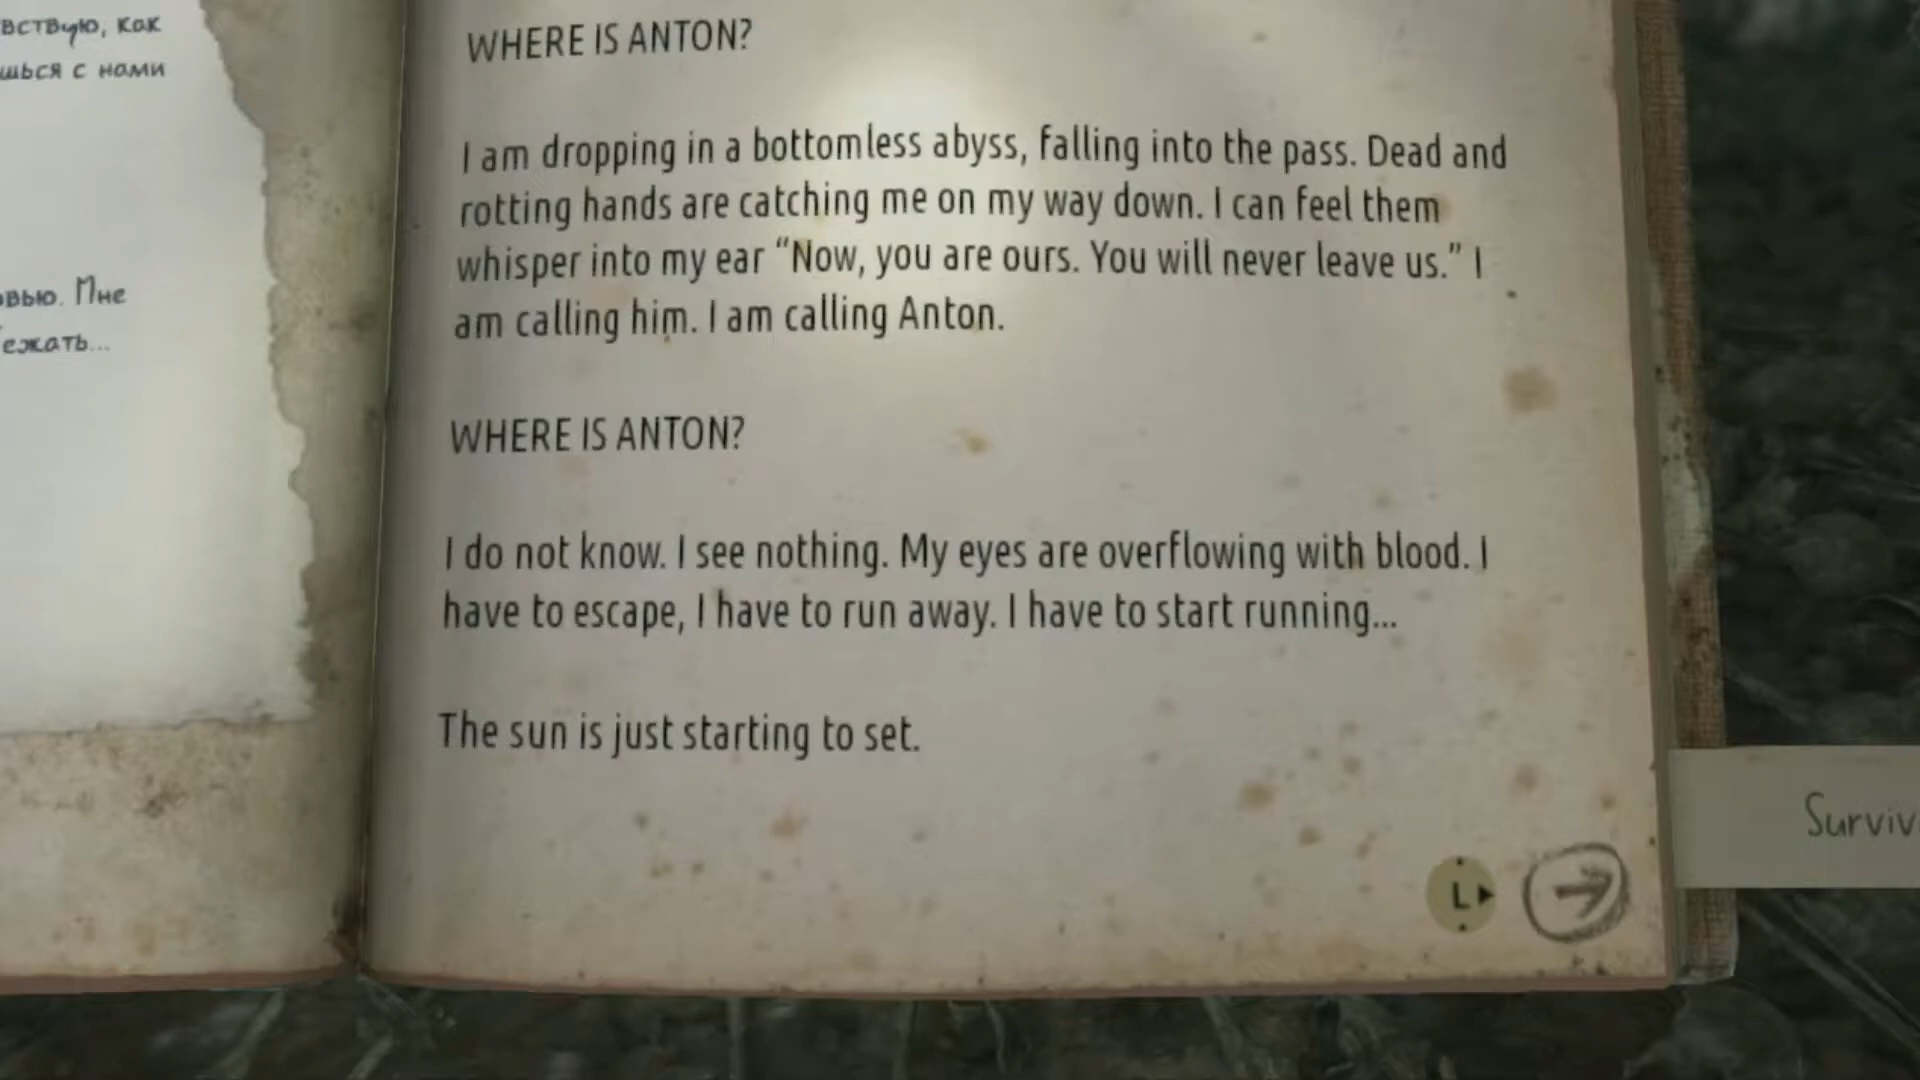 как
шься с нами
Мне
WHERE IS ANTON?
I am dropping in a bottomless abyss, falling into the pass. Dead and
rotting hands are catching me on my way down. I can feel them
whisper into my ear “Now, you are ours. You will never leave us.” I
am calling him. I am calling Anton.
WHERE IS ANTON?
I do not know. I see nothing. My eyes are overflowing with blood. I
have to escape, I have to run away. I have to start running...
The sun is just starting to set.
L
Surviv